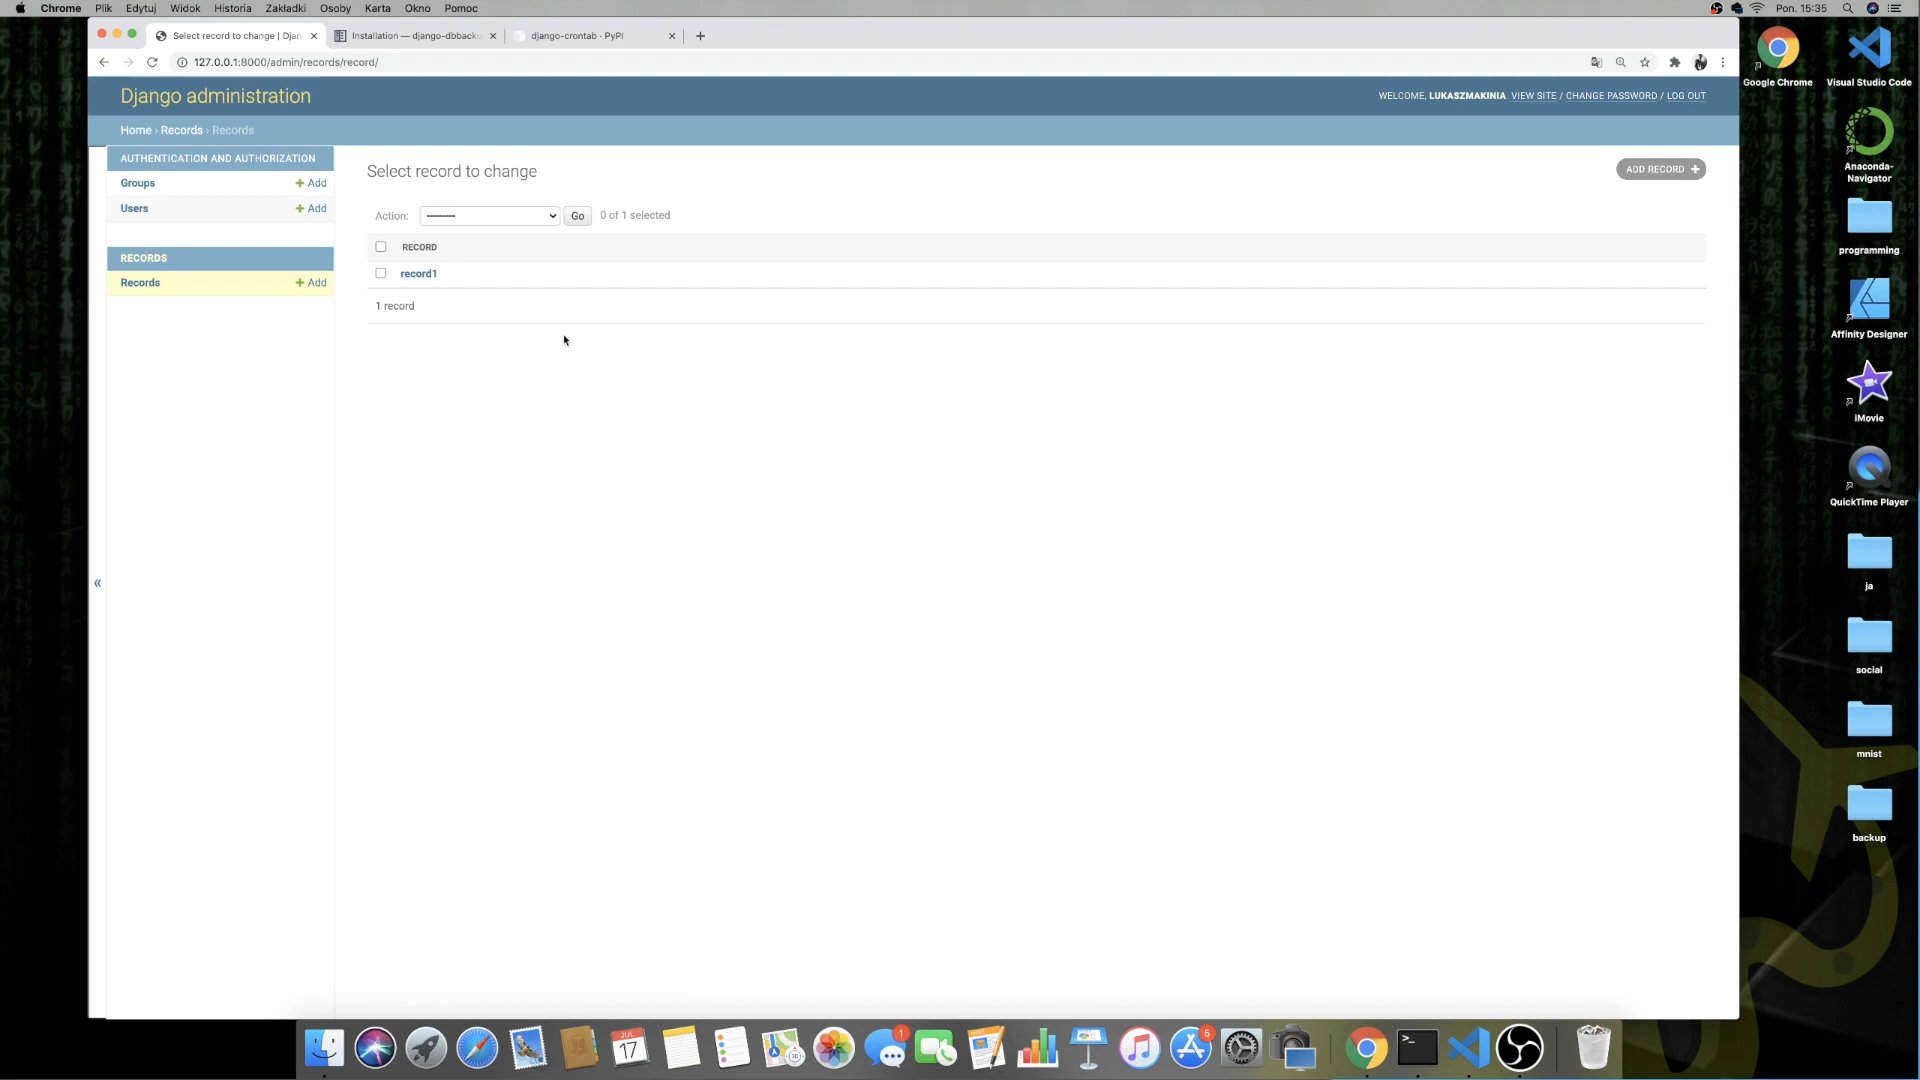 Chrome Plik Edytuj Widok Historia Zakładki Osoby Karta Okno Pomoc Pon. 15:35
Select record to change | Djan Installation — django-dbbacku django-crontab · PyPI
127.0.0.1:8000/admin/records/record/
Django administration
WELCOME, LUKASZMAKINIA. VIEW SITE / CHANGE PASSWORD / LOG OUT
Home › Records › Records
AUTHENTICATION AND AUTHORIZATION
Groups + Add
Users + Add
RECORDS
Records + Add
«
Select record to change
ADD RECORD +
Action: --------- Go 0 of 1 selected
RECORD
record1
1 record
Google Chrome
Visual Studio Code
Anaconda-
Navigator
programming
Affinity Designer
iMovie
QuickTime Player
ja
social
mnist
backup
JUL
17
1
5
>_